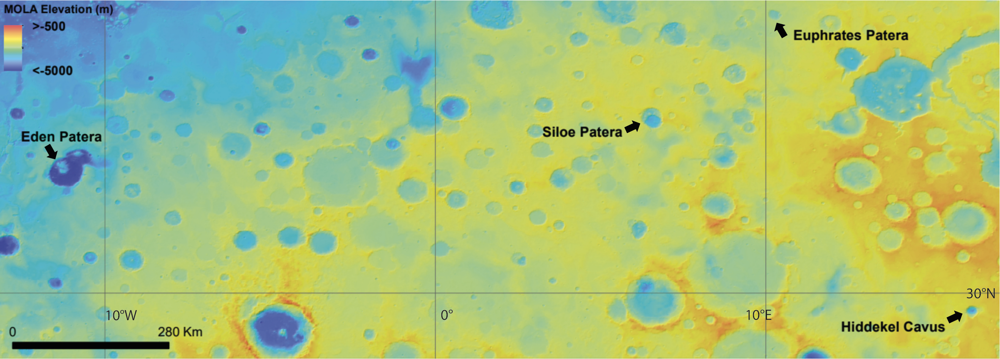 MOLA Elevation (m)
>-500
<-5000
Euphrates Patera
Siloe Patera
Eden Patera
30°N
10°W
0°
10°E
Hiddekel Cavus
0
280 Km